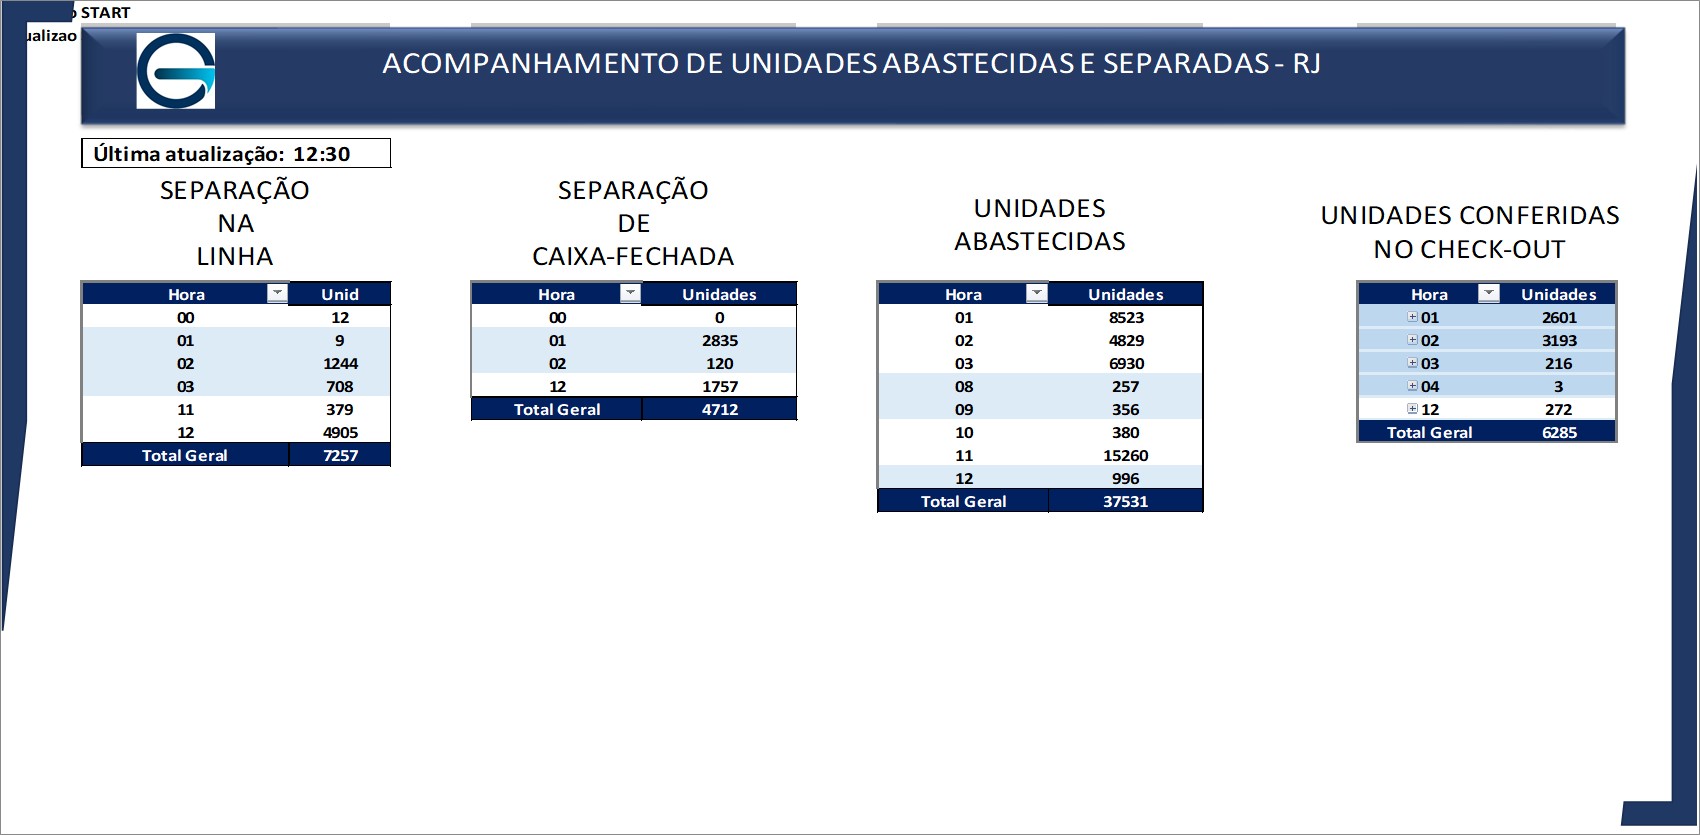 START
ualizao
ACOMPANHAMENTO DE UNIDADES ABASTECIDAS E SEPARADAS - RJ
Última atualização: 12:30
SEPARAÇÃO
NA
LINHA
Hora Unid
00 12
01 9
02 1244
03 708
11 379
12 4905
Total Geral 7257
SEPARAÇÃO
DE
CAIXA-FECHADA
Hora Unidades
00 0
01 2835
02 120
12 1757
Total Geral 4712
UNIDADES
ABASTECIDAS
Hora Unidades
01 8523
02 4829
03 6930
08 257
09 356
10 380
11 15260
12 996
Total Geral 37531
UNIDADES CONFERIDAS
NO CHECK-OUT
Hora Unidades
01 2601
02 3193
03 216
04 3
12 272
Total Geral 6285